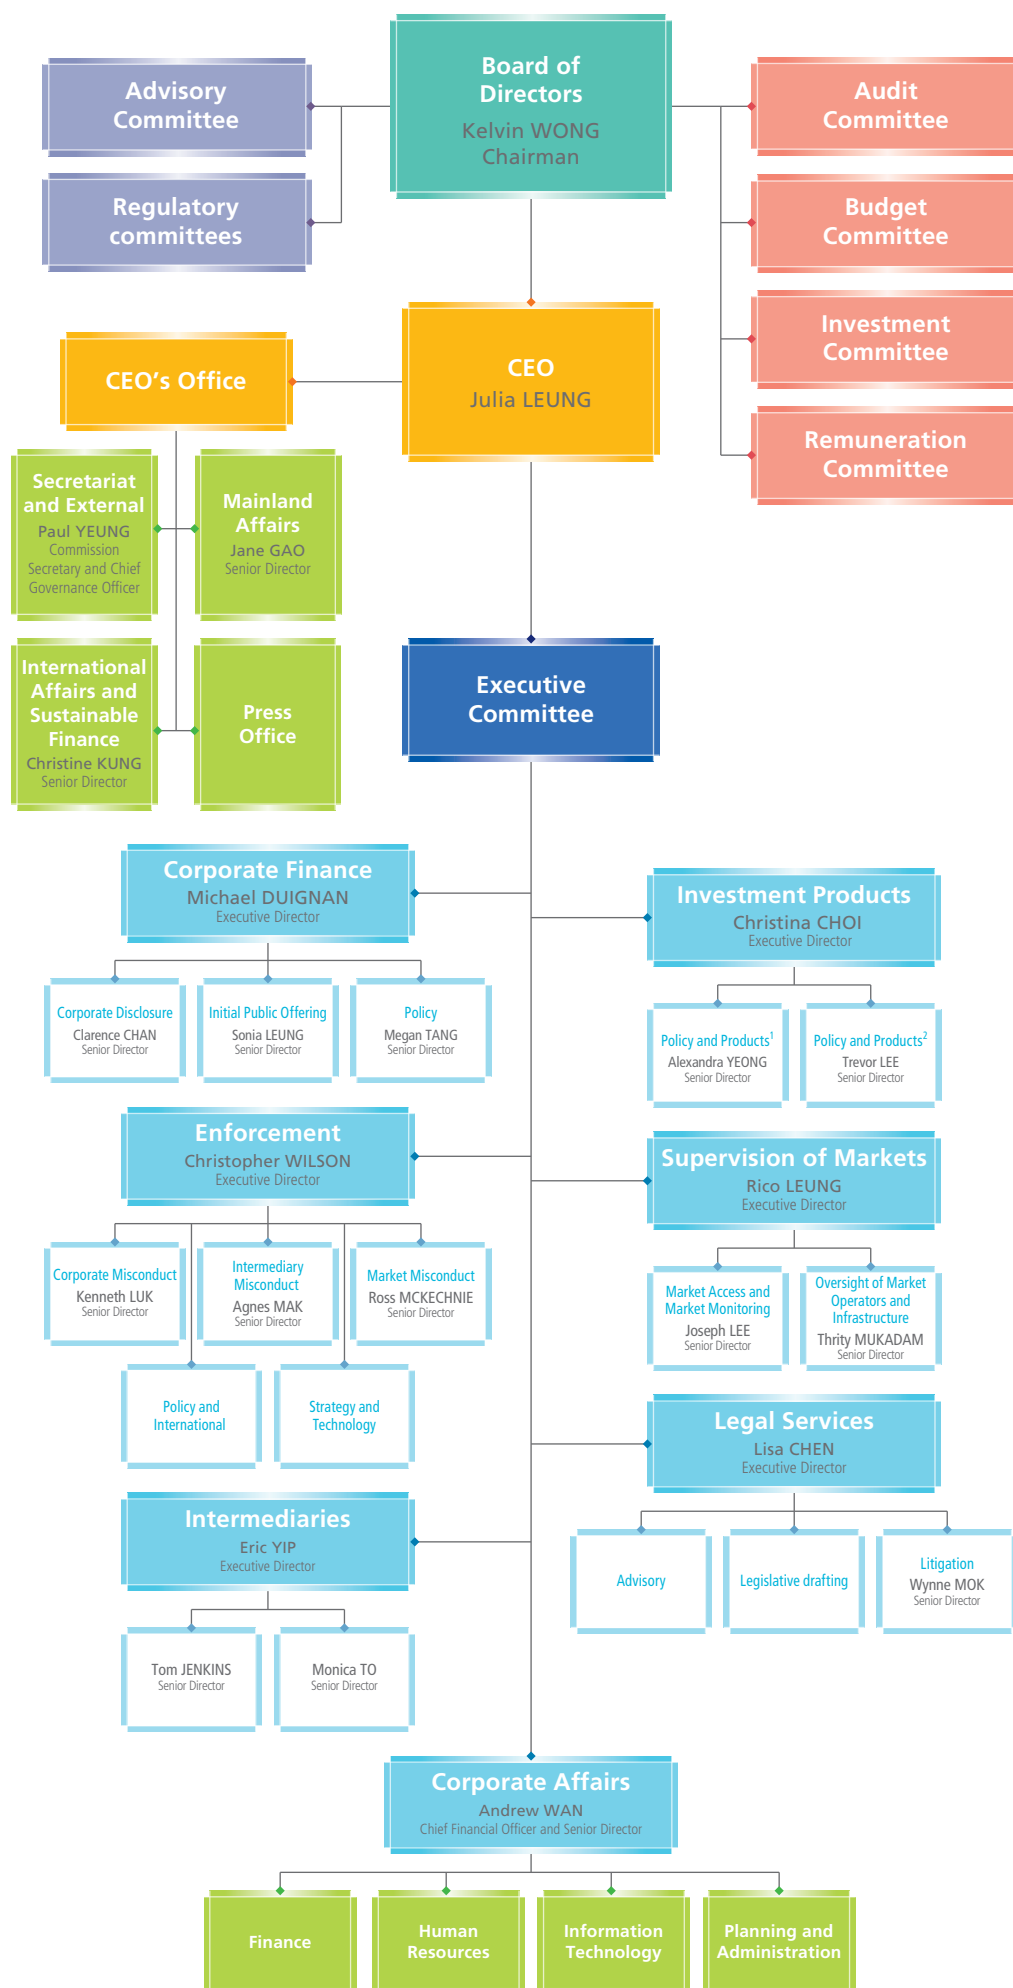 Board of
Directors
Kelvin WONG
Chairman
Advisory
Committee
Regulatory
committees
Audit
Committee
Budget
Committee
Investment
Committee
Remuneration
Committee
CEO
Julia LEUNG
CEO’s Office
Secretariat
and External
Paul YEUNG
Commission
Secretary and Chief
Governance Officer
Mainland
Affairs
Jane GAO
Senior Director
International
Affairs and
Sustainable
Finance
Christine KUNG
Senior Director
Press
Office
Executive
Committee
Corporate Finance
Michael DUIGNAN
Executive Director
Corporate Disclosure
Clarence CHAN
Senior Director
Initial Public Offering
Sonia LEUNG
Senior Director
Policy
Megan TANG
Senior Director
Investment Products
Christina CHOI
Executive Director
Policy and Products¹
Alexandra YEONG
Senior Director
Policy and Products²
Trevor LEE
Senior Director
Enforcement
Christopher WILSON
Executive Director
Corporate Misconduct
Kenneth LUK
Senior Director
Intermediary
Misconduct
Agnes MAK
Senior Director
Market Misconduct
Ross MCKECHNIE
Senior Director
Policy and
International
Strategy and
Technology
Supervision of Markets
Rico LEUNG
Executive Director
Market Access and
Market Monitoring
Joseph LEE
Senior Director
Oversight of Market
Operators and
Infrastructure
Thrity MUKADAM
Senior Director
Legal Services
Lisa CHEN
Executive Director
Advisory
Legislative drafting
Litigation
Wynne MOK
Senior Director
Intermediaries
Eric YIP
Executive Director
Tom JENKINS
Senior Director
Monica TO
Senior Director
Corporate Affairs
Andrew WAN
Chief Financial Officer and Senior Director
Finance
Human
Resources
Information
Technology
Planning and
Administration